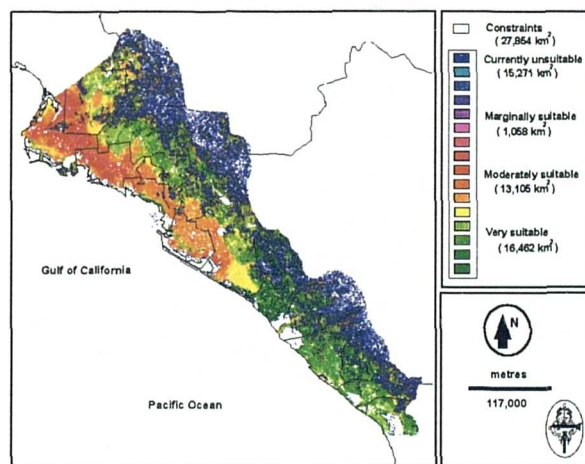 Gulf of California
Pacific Ocean
Constraints
(27,854 km²)
Currently unsuitable
(15,271 km²)
Marginally suitable
(1,058 km²)
Moderately suitable
(13,105 km²)
Very suitable
(16,462 km²)
N
metres
117,000